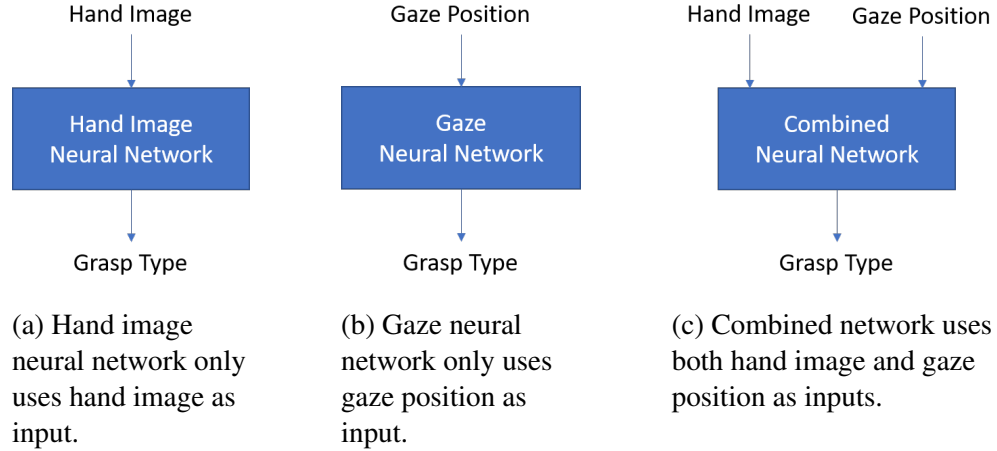 Hand Image
Hand Image
Neural Network
Grasp Type
(a) Hand image
neural network only
uses hand image as
input.
Gaze Position
Gaze
Neural Network
Grasp Type
(b) Gaze neural
network only uses
gaze position as
input.
Hand Image
Gaze Position
Combined
Neural Network
Grasp Type
(c) Combined network uses
both hand image and gaze
position as inputs.